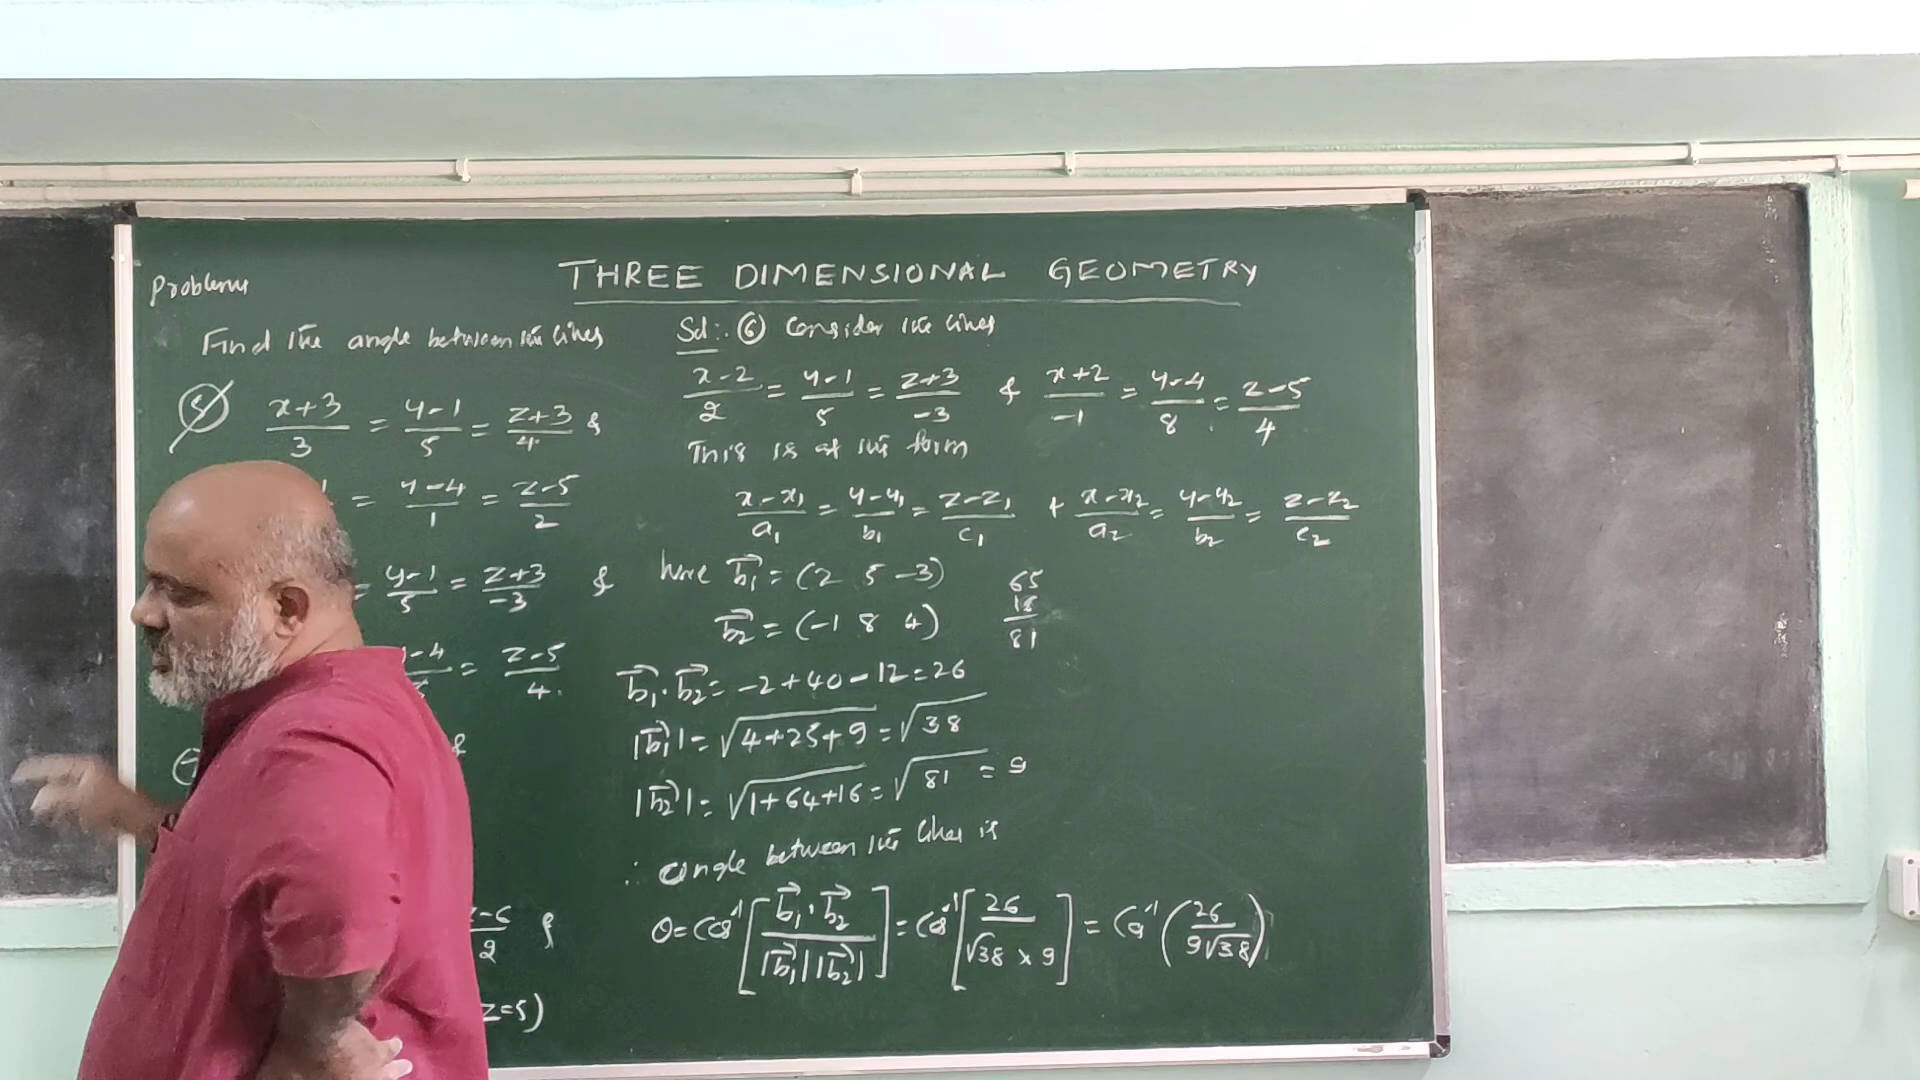 THREE DIMENSIONAL GEOMETRY
Problems
Find the angle between the lines
5 (x+3)/3 = (y-1)/5 = (z+3)/4 &
= (y-4)/1 = (z-5)/2
= (y-1)/5 = (z+3)/-3 &
= (z-5)/4.
&
(z-6)/2 &
z=5)
Sol: 6 Consider the lines
(x-2)/2 = (y-1)/5 = (z+3)/-3 & (x+2)/-1 = (y-4)/8 = (z-5)/4
This is of the form
(x-x₁)/a₁ = (y-y₁)/b₁ = (z-z₁)/c₁ + (x-x₂)/a₂ = (y-y₂)/b₂ = (z-z₂)/c₂
here b₁⃗ = (2 5 -3)
b₂⃗ = (-1 8 4)
65
16
81
b₁⃗ . b₂⃗ = -2+40-12 = 26
|b₁⃗| = √(4+25+9) = √38
|b₂⃗| = √(1+64+16) = √81 = 9
∴ angle between the lines is
θ = Cos⁻¹[(b₁⃗ . b₂⃗)/(|b₁⃗| |b₂⃗|)] = Cos⁻¹[26/(√38 x 9)] = Cos⁻¹(26/(9√38))